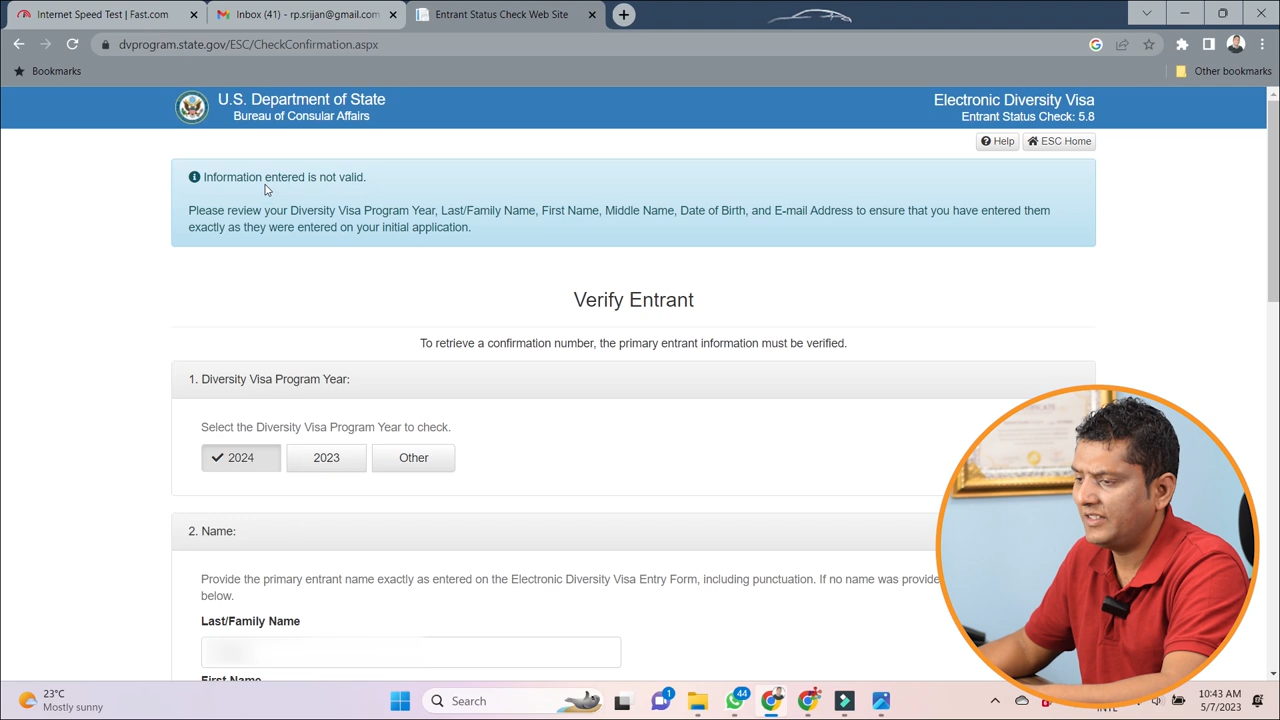 Internet Speed Test | Fast.com
Inbox (41) - rp.srijan@gmail.com
Entrant Status Check Web Site
dvprogram.state.gov/ESC/CheckConfirmation.aspx
Bookmarks
Other bookmarks
U.S. Department of State
Bureau of Consular Affairs
Electronic Diversity Visa
Entrant Status Check: 5.8
Help
ESC Home
Information entered is not valid.
Please review your Diversity Visa Program Year, Last/Family Name, First Name, Middle Name, Date of Birth, and E-mail Address to ensure that you have entered them
exactly as they were entered on your initial application.
Verify Entrant
To retrieve a confirmation number, the primary entrant information must be verified.
1. Diversity Visa Program Year:
Select the Diversity Visa Program Year to check.
2024
2023
Other
2. Name:
Provide the primary entrant name exactly as entered on the Electronic Diversity Visa Entry Form, including punctuation. If no name was provide
below.
Last/Family Name
First Name
23°C
Mostly sunny
Search
1
44
INTL
10:43 AM
5/7/2023